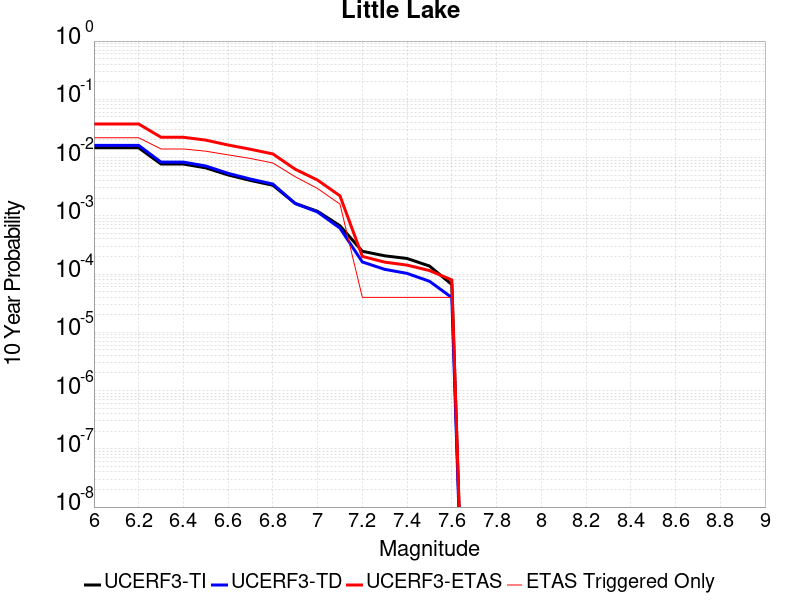 Little Lake
10 Year Probability
10^0
10^-1
10^-2
10^-3
10^-4
10^-5
10^-6
10^-7
10^-8
6 6.2 6.4 6.6 6.8 7 7.2 7.4 7.6 7.8 8 8.2 8.4 8.6 8.8 9
Magnitude
UCERF3-TI UCERF3-TD UCERF3-ETAS ETAS Triggered Only